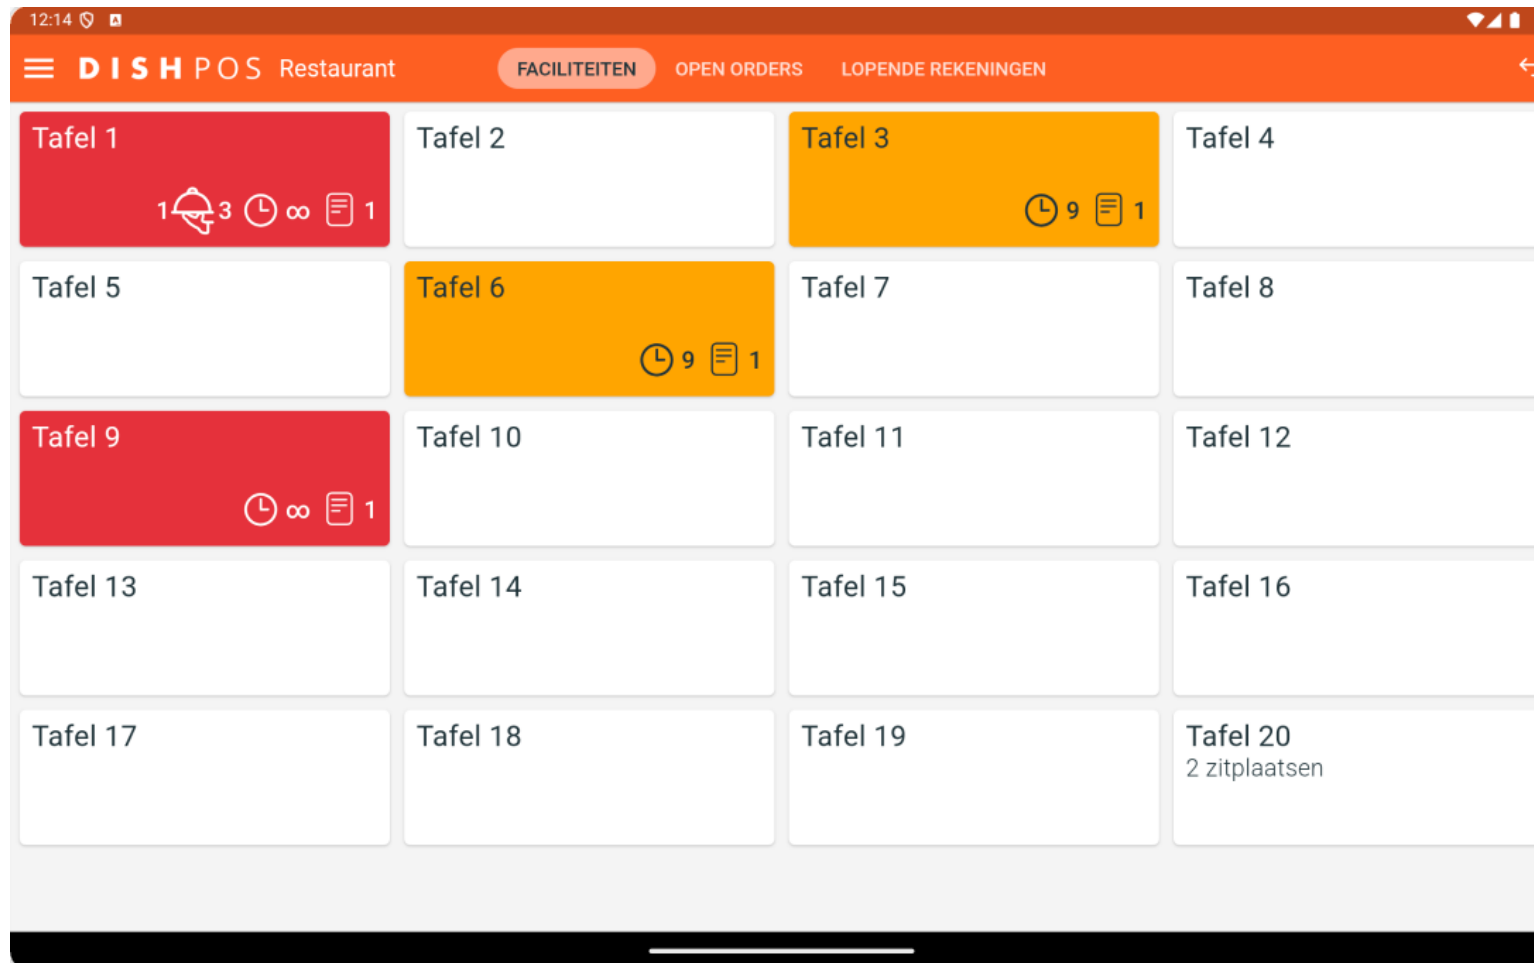 12:14
DISH POS Restaurant FACILITEITEN OPEN ORDERS LOPENDE REKENINGEN
Tafel 1
1 3 ∞ 1
Tafel 2
Tafel 3
9 1
Tafel 4
Tafel 5
Tafel 6
9 1
Tafel 7
Tafel 8
Tafel 9
∞ 1
Tafel 10
Tafel 11
Tafel 12
Tafel 13
Tafel 14
Tafel 15
Tafel 16
Tafel 17
Tafel 18
Tafel 19
Tafel 20
2 zitplaatsen